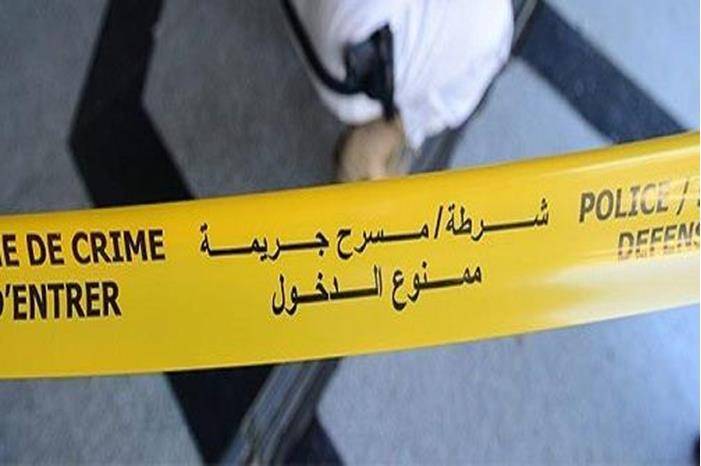 E DE CRIME
D'ENTRER
شرطة/مسرح جريمة
ممنوع الدخول
POLICE /
DEFENS